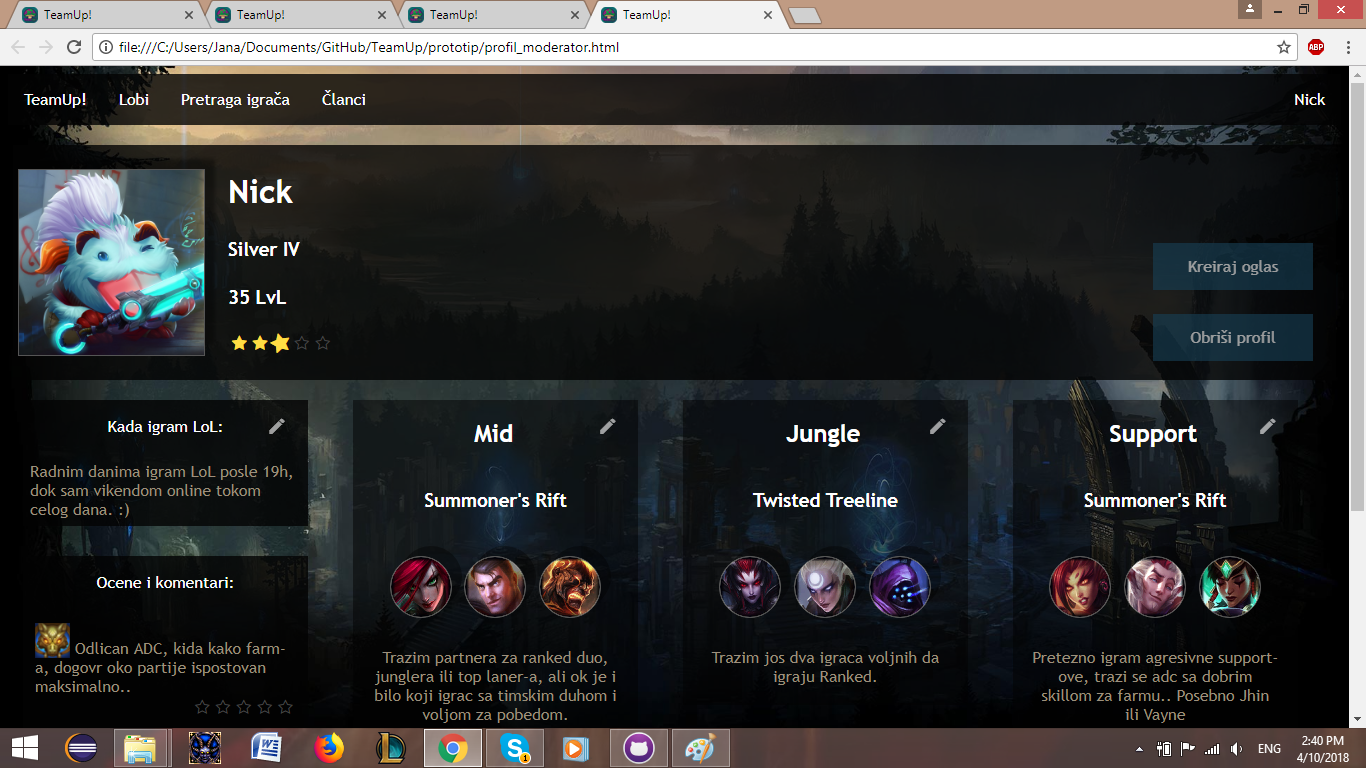 TeamUp!
TeamUp!
TeamUp!
TeamUp!
file:///C:/Users/Jana/Documents/GitHub/TeamUp/prototip/profil_moderator.html
ABP
TeamUp! Lobi Pretraga igrača Članci Nick
Nick
Silver IV
35 LvL
Kreiraj oglas
Obriši profil
Kada igram LoL:
Radnim danima igram LoL posle 19h,
dok sam vikendom online tokom
celog dana. :)
Ocene i komentari:
Odlican ADC, kida kako farm-
a, dogovr oko partije ispostovan
maksimalno..
Mid
Summoner's Rift
Trazim partnera za ranked duo,
junglera ili top laner-a, ali ok je i
bilo koji igrac sa timskim duhom i
voljom za pobedom.
Jungle
Twisted Treeline
Trazim jos dva igraca voljnih da
igraju Ranked.
Support
Summoner's Rift
Pretezno igram agresivne support-
ove, trazi se adc sa dobrim
skillom za farmu.. Posebno Jhin
ili Vayne
1
ENG
2:40 PM
4/10/2018